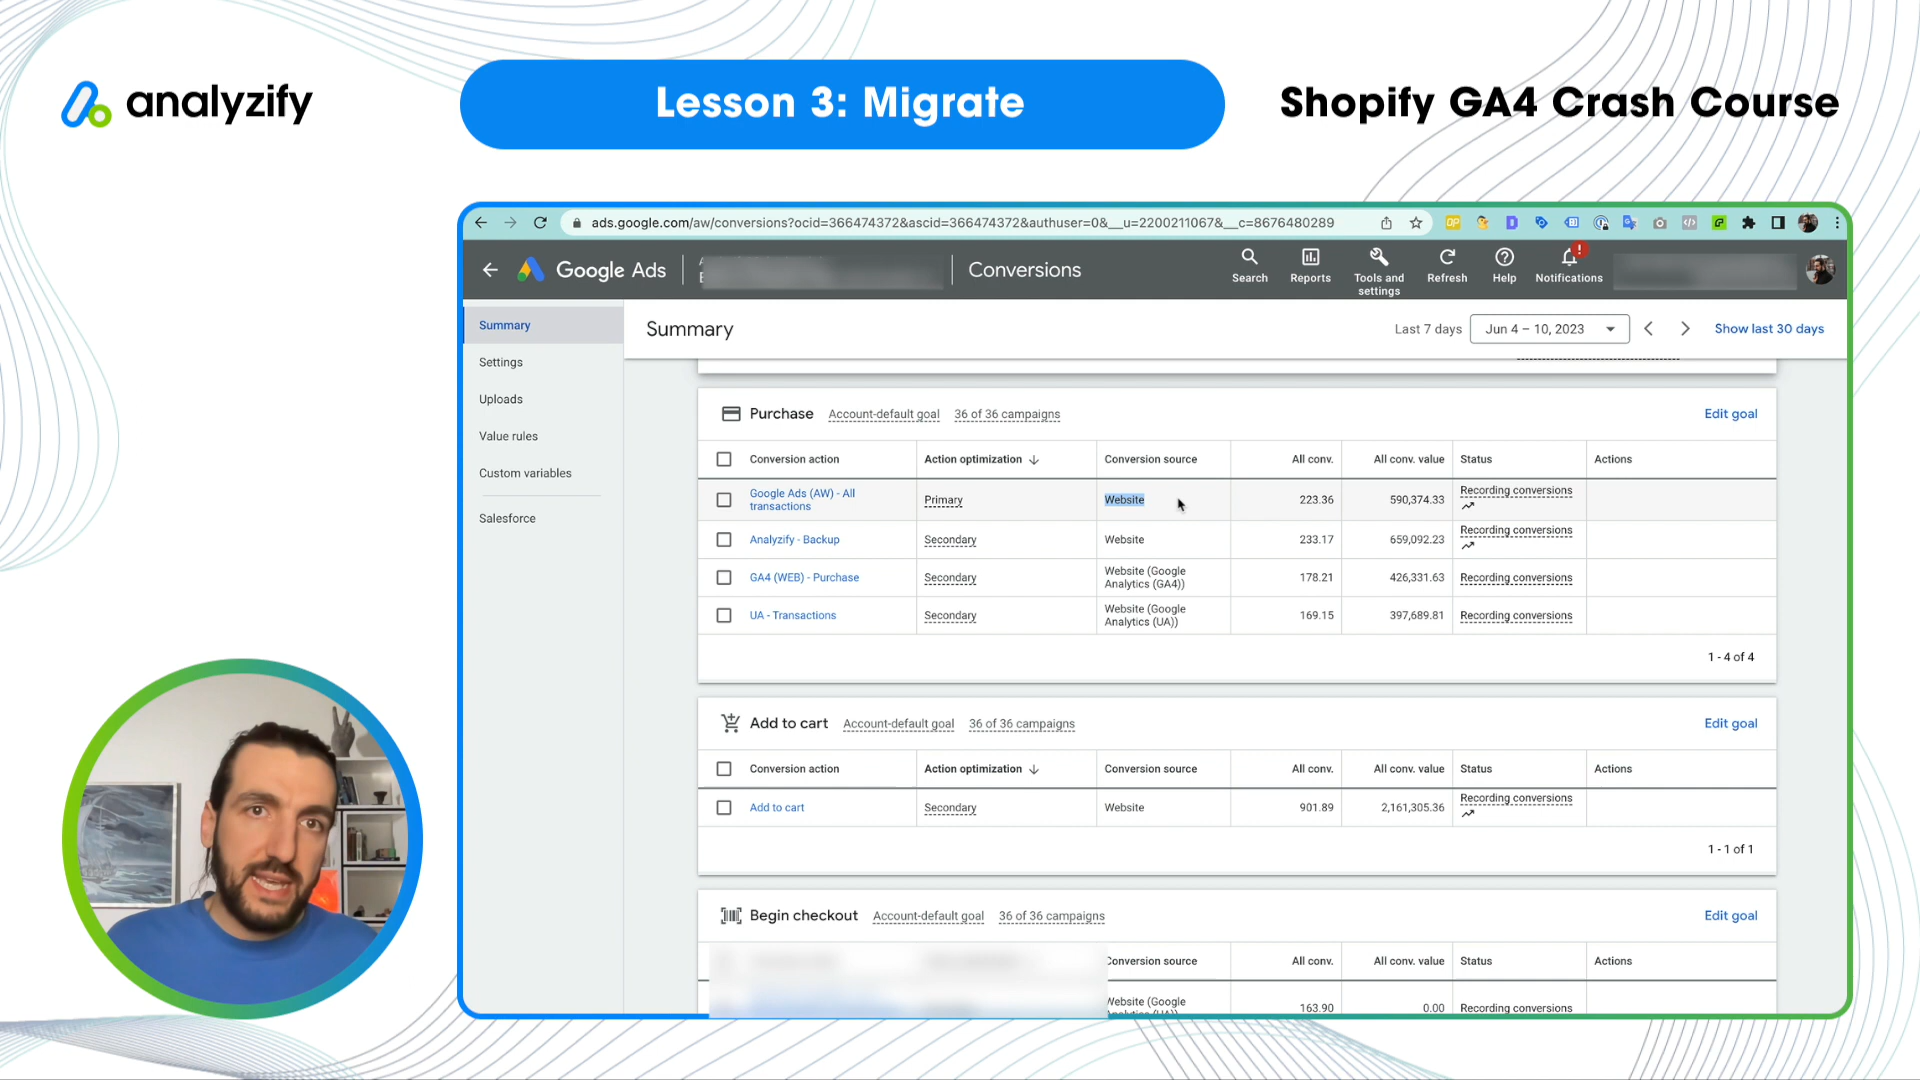 analyzify
Lesson 3: Migrate
Shopify GA4 Crash Course
ads.google.com/aw/conversions?ocid=366474372&ascid=366474372&authuser=0&__u=2200211067&__c=8676480289
Google Ads
Conversions
Search
Reports
Tools and
settings
Refresh
Help
Notifications
Summary
Settings
Uploads
Value rules
Custom variables
Salesforce
Summary
Last 7 days
Jun 4 – 10, 2023
Show last 30 days
Purchase Account-default goal 36 of 36 campaigns Edit goal
Conversion action Action optimization Conversion source All conv. All conv. value Status Actions
Google Ads (AW) - All
transactions
Primary Website 223.36 590,374.33 Recording conversions
Analyzify - Backup Secondary Website 233.17 659,092.23 Recording conversions
GA4 (WEB) - Purchase Secondary Website (Google
Analytics (GA4))
178.21 426,331.63 Recording conversions
UA - Transactions Secondary Website (Google
Analytics (UA))
169.15 397,689.81 Recording conversions
1 - 4 of 4
Add to cart Account-default goal 36 of 36 campaigns Edit goal
Conversion action Action optimization Conversion source All conv. All conv. value Status Actions
Add to cart Secondary Website 901.89 2,161,305.36 Recording conversions
1 - 1 of 1
Begin checkout Account-default goal 36 of 36 campaigns Edit goal
Conversion source All conv. All conv. value Status Actions
Website (Google
Analytics (UA))
163.90 0.00 Recording conversions